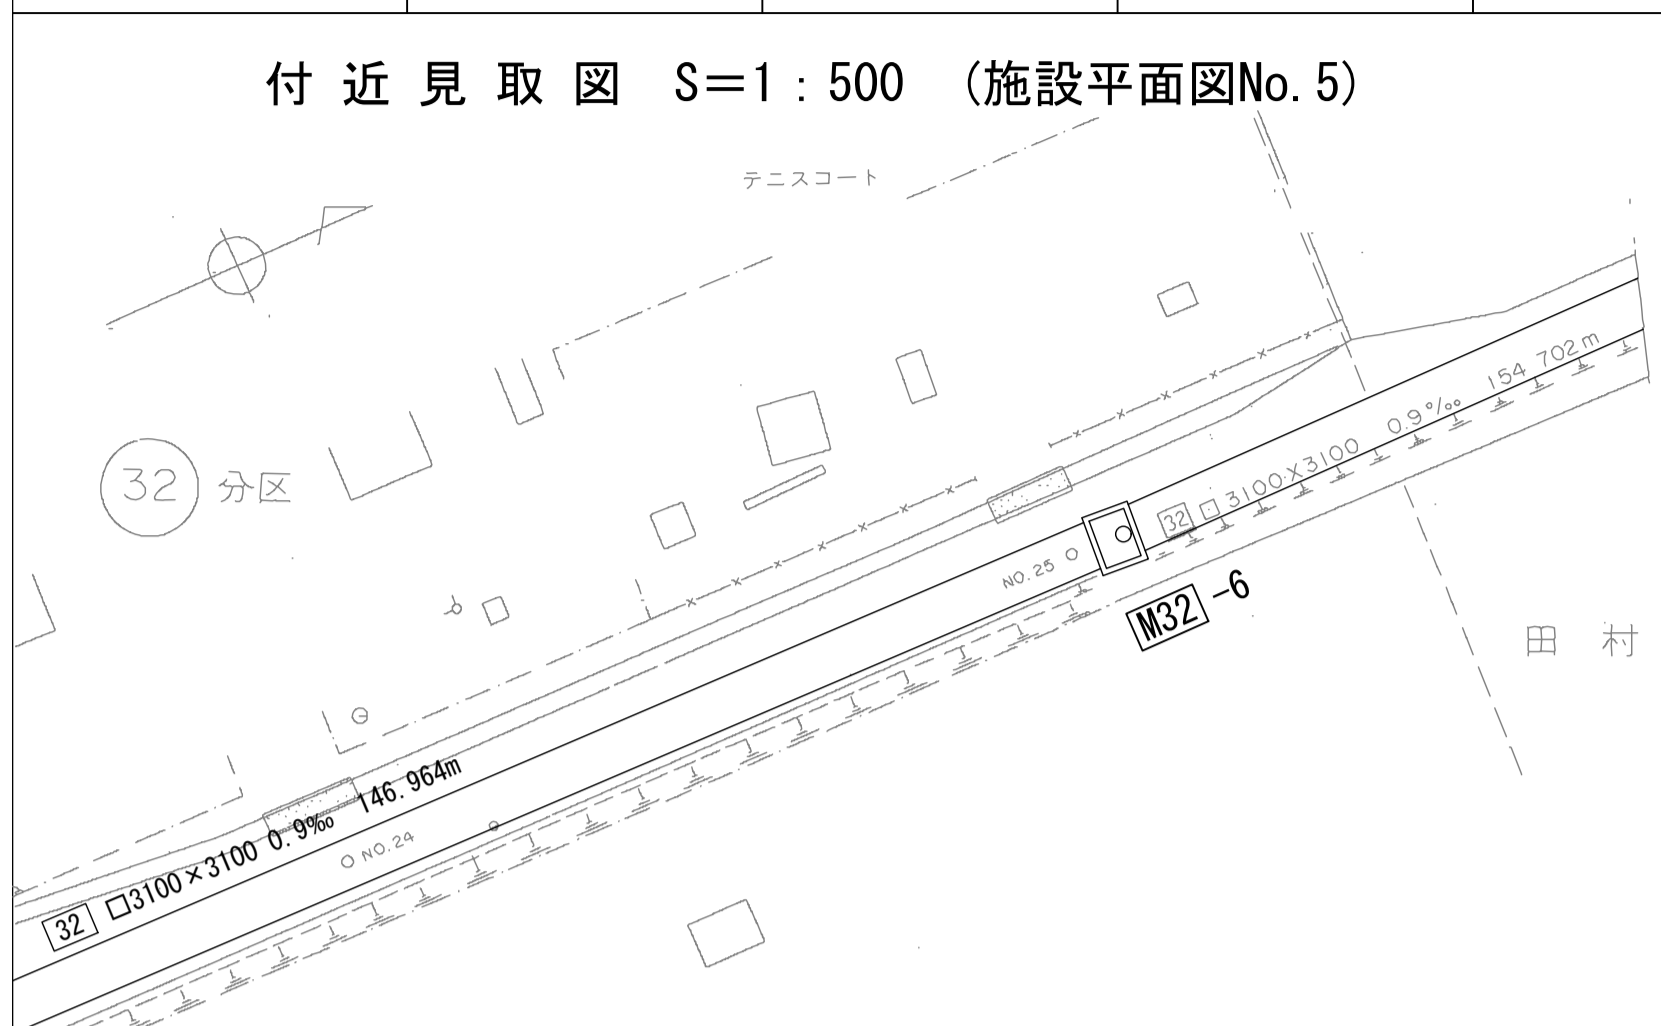 付近見取図 S=1:500 (施設平面図No.5)
テニスコート
32 分区
154 702m
0.9‰
32 □ 3100×3100
NO.25
M32 -6
田村
146.964m
32 □3100×3100 0.9‰
NO.24